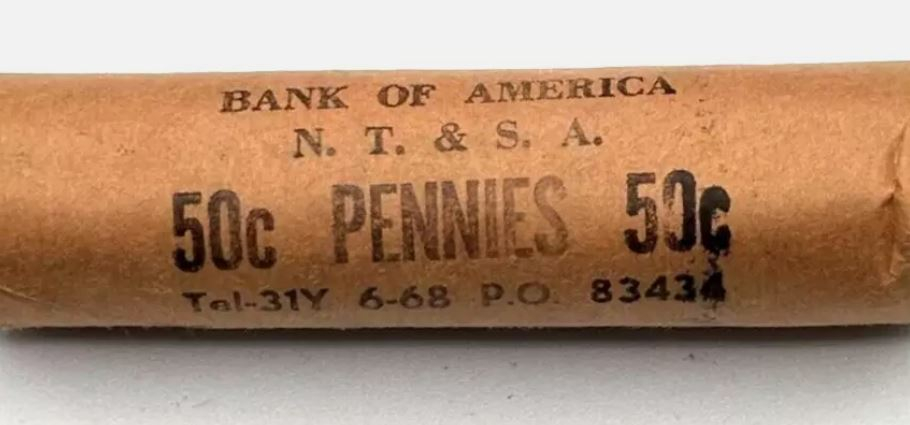 BANK OF AMERICA
N. T. & S. A.
50c PENNIES 50c
Tel-31Y 6-68 P.O. 83434